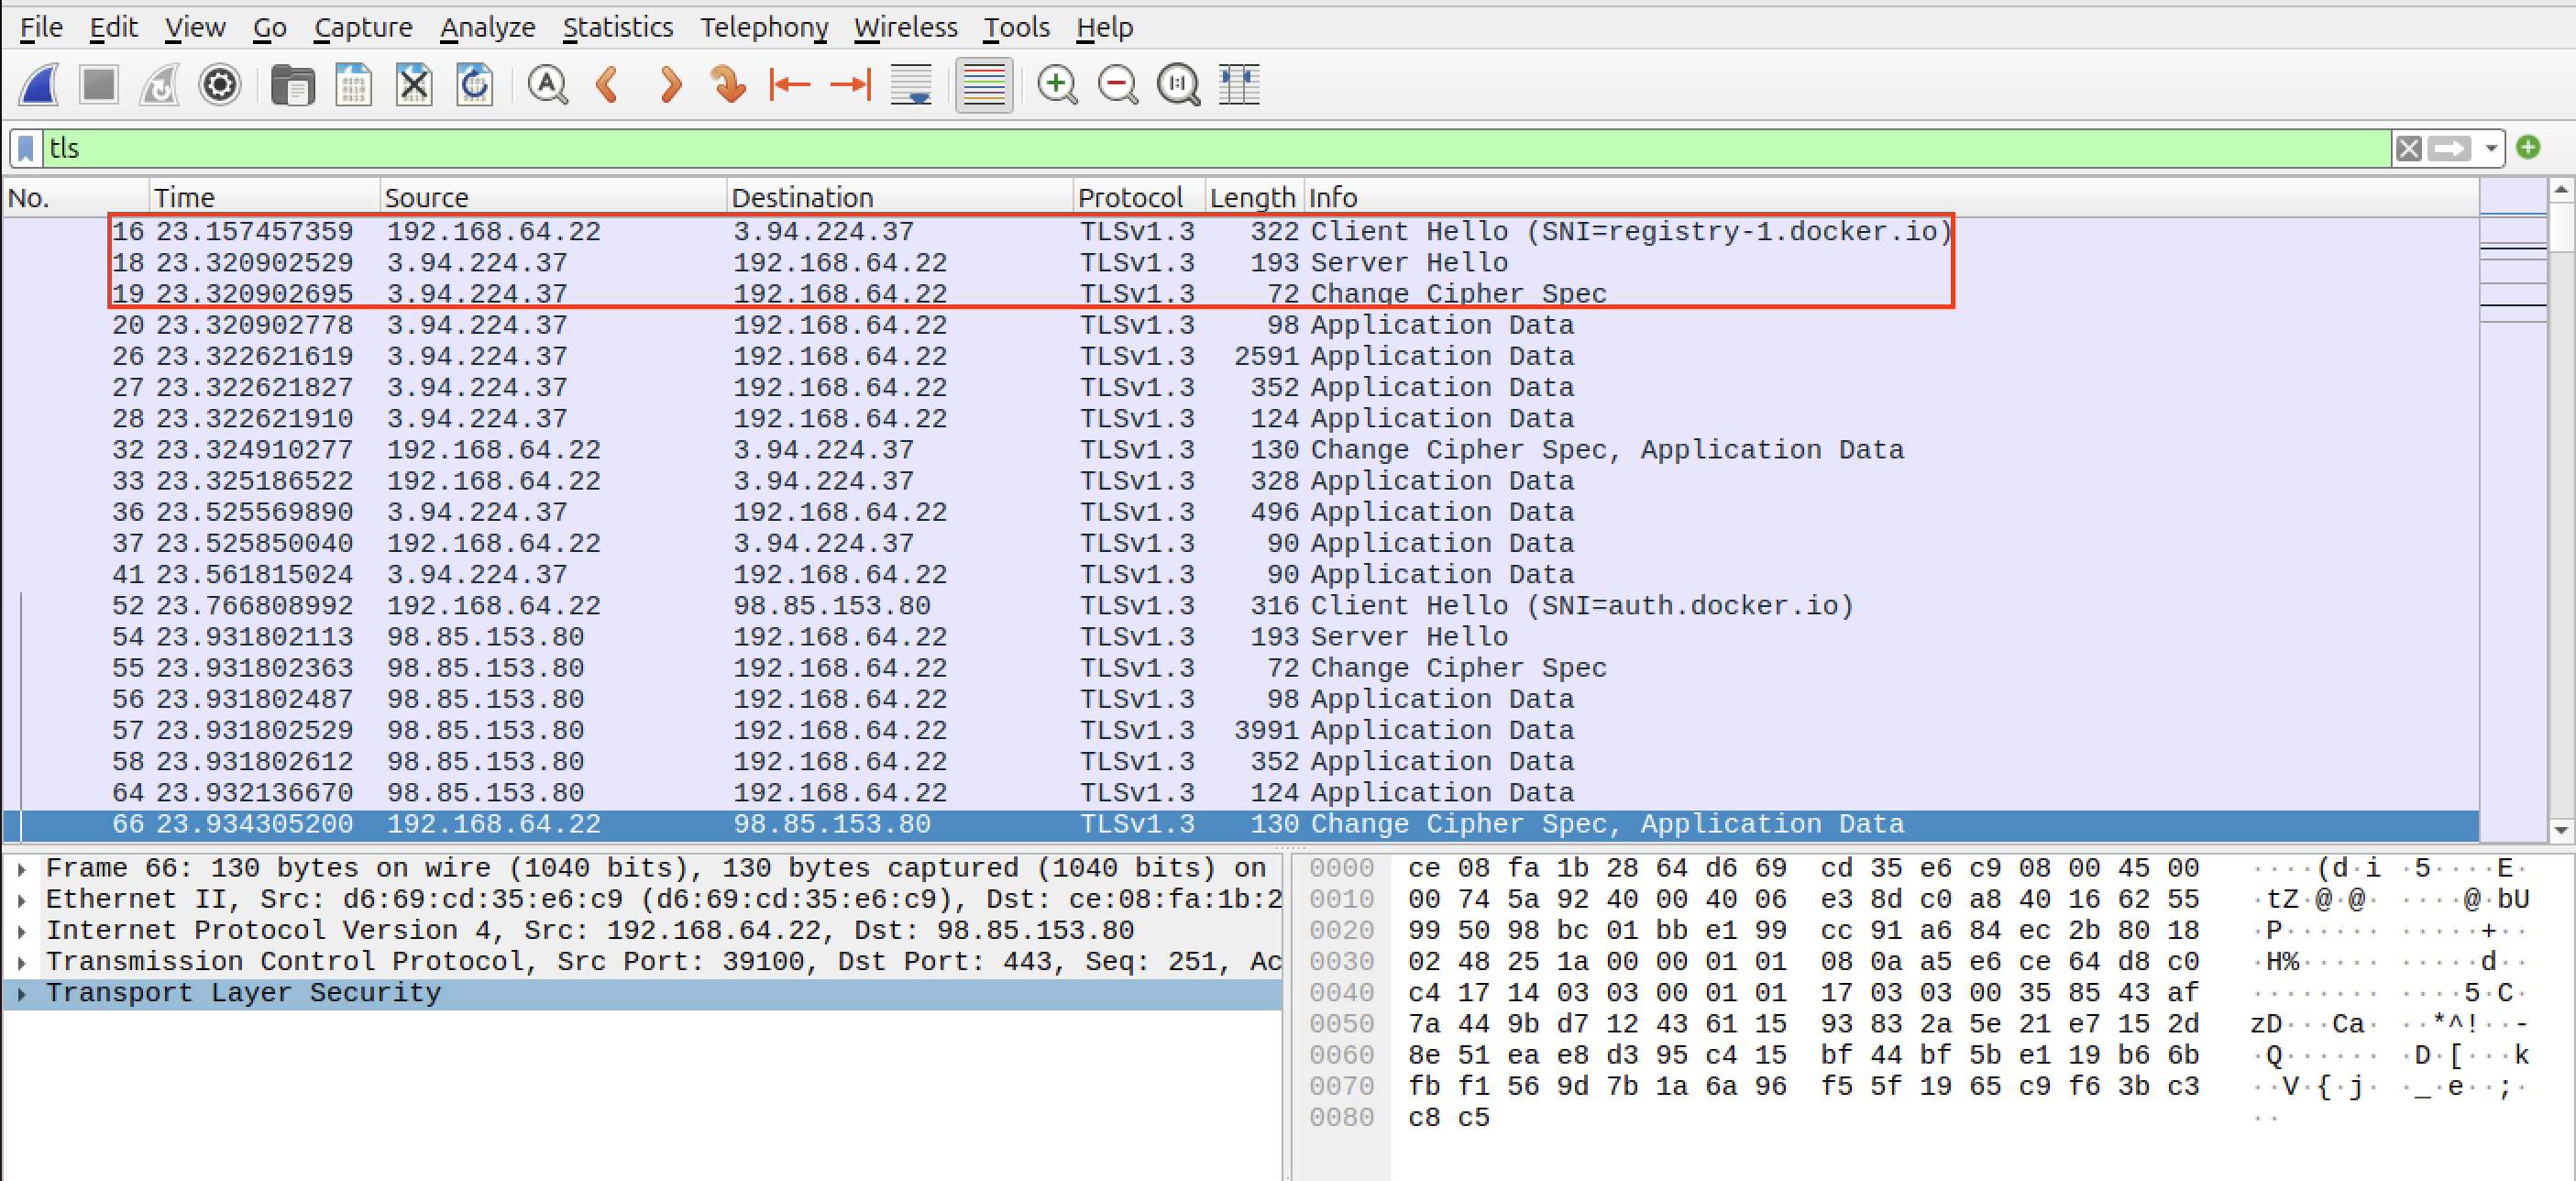 File Edit View Go Capture Analyze Statistics Telephony Wireless Tools Help
tls
No. Time Source Destination Protocol Length Info
16 23.157457359 192.168.64.22 3.94.224.37 TLSv1.3 322 Client Hello (SNI=registry-1.docker.io)
18 23.320902529 3.94.224.37 192.168.64.22 TLSv1.3 193 Server Hello
19 23.320902695 3.94.224.37 192.168.64.22 TLSv1.3 72 Change Cipher Spec
20 23.320902778 3.94.224.37 192.168.64.22 TLSv1.3 98 Application Data
26 23.322621619 3.94.224.37 192.168.64.22 TLSv1.3 2591 Application Data
27 23.322621827 3.94.224.37 192.168.64.22 TLSv1.3 352 Application Data
28 23.322621910 3.94.224.37 192.168.64.22 TLSv1.3 124 Application Data
32 23.324910277 192.168.64.22 3.94.224.37 TLSv1.3 130 Change Cipher Spec, Application Data
33 23.325186522 192.168.64.22 3.94.224.37 TLSv1.3 328 Application Data
36 23.525569890 3.94.224.37 192.168.64.22 TLSv1.3 496 Application Data
37 23.525850040 192.168.64.22 3.94.224.37 TLSv1.3 90 Application Data
41 23.561815024 3.94.224.37 192.168.64.22 TLSv1.3 90 Application Data
52 23.766808992 192.168.64.22 98.85.153.80 TLSv1.3 316 Client Hello (SNI=auth.docker.io)
54 23.931802113 98.85.153.80 192.168.64.22 TLSv1.3 193 Server Hello
55 23.931802363 98.85.153.80 192.168.64.22 TLSv1.3 72 Change Cipher Spec
56 23.931802487 98.85.153.80 192.168.64.22 TLSv1.3 98 Application Data
57 23.931802529 98.85.153.80 192.168.64.22 TLSv1.3 3991 Application Data
58 23.931802612 98.85.153.80 192.168.64.22 TLSv1.3 352 Application Data
64 23.932136670 98.85.153.80 192.168.64.22 TLSv1.3 124 Application Data
66 23.934305200 192.168.64.22 98.85.153.80 TLSv1.3 130 Change Cipher Spec, Application Data
Frame 66: 130 bytes on wire (1040 bits), 130 bytes captured (1040 bits) on
Ethernet II, Src: d6:69:cd:35:e6:c9 (d6:69:cd:35:e6:c9), Dst: ce:08:fa:1b:2
Internet Protocol Version 4, Src: 192.168.64.22, Dst: 98.85.153.80
Transmission Control Protocol, Src Port: 39100, Dst Port: 443, Seq: 251, Ac
Transport Layer Security
0000 ce 08 fa 1b 28 64 d6 69 cd 35 e6 c9 08 00 45 00 ····(d·i ·5····E·
0010 00 74 5a 92 40 00 40 06 e3 8d c0 a8 40 16 62 55 ·tZ·@·@· ····@·bU
0020 99 50 98 bc 01 bb e1 99 cc 91 a6 84 ec 2b 80 18 ·P······ ·····+··
0030 02 48 25 1a 00 00 01 01 08 0a a5 e6 ce 64 d8 c0 ·H%····· ·····d··
0040 c4 17 14 03 03 00 01 01 17 03 03 00 35 85 43 af ········ ····5·C·
0050 7a 44 9b d7 12 43 61 15 93 83 2a 5e 21 e7 15 2d zD···Ca· ··*^!··-
0060 8e 51 ea e8 d3 95 c4 15 bf 44 bf 5b e1 19 b6 6b ·Q······ ·D·[···k
0070 fb f1 56 9d 7b 1a 6a 96 f5 5f 19 65 c9 f6 3b c3 ··V·{·j· ·_·e··;·
0080 c8 c5 ··